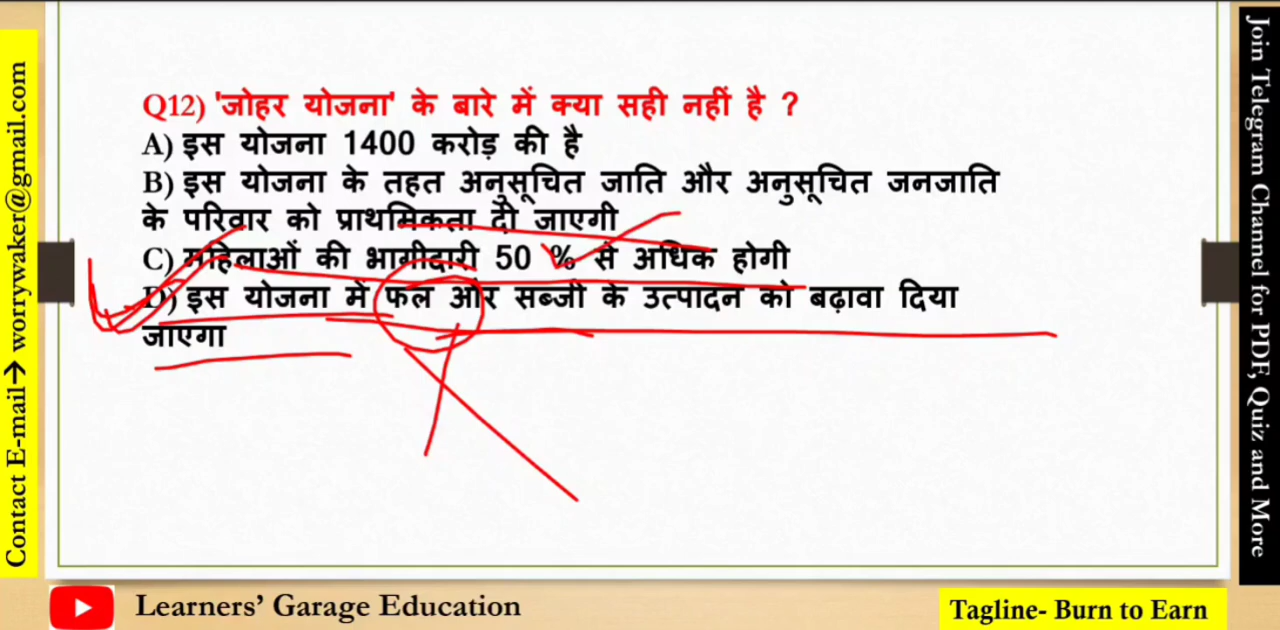 Q12) 'जोहर योजना' के बारे में क्या सही नहीं है ?
A) इस योजना 1400 करोड़ की है
B) इस योजना के तहत अनुसूचित जाति और अनुसूचित जनजाति
के परिवार को प्राथमिकता दी जाएगी
C) महिलाओं की भागीदारी 50 % से अधिक होगी
D) इस योजना में फल और सब्जी के उत्पादन को बढ़ावा दिया
जाएगा
Contact E-mail→ worrywaker@gmail.com
Join Telegram Channel for PDF, Quiz and More
Learners' Garage Education
Tagline- Burn to Earn